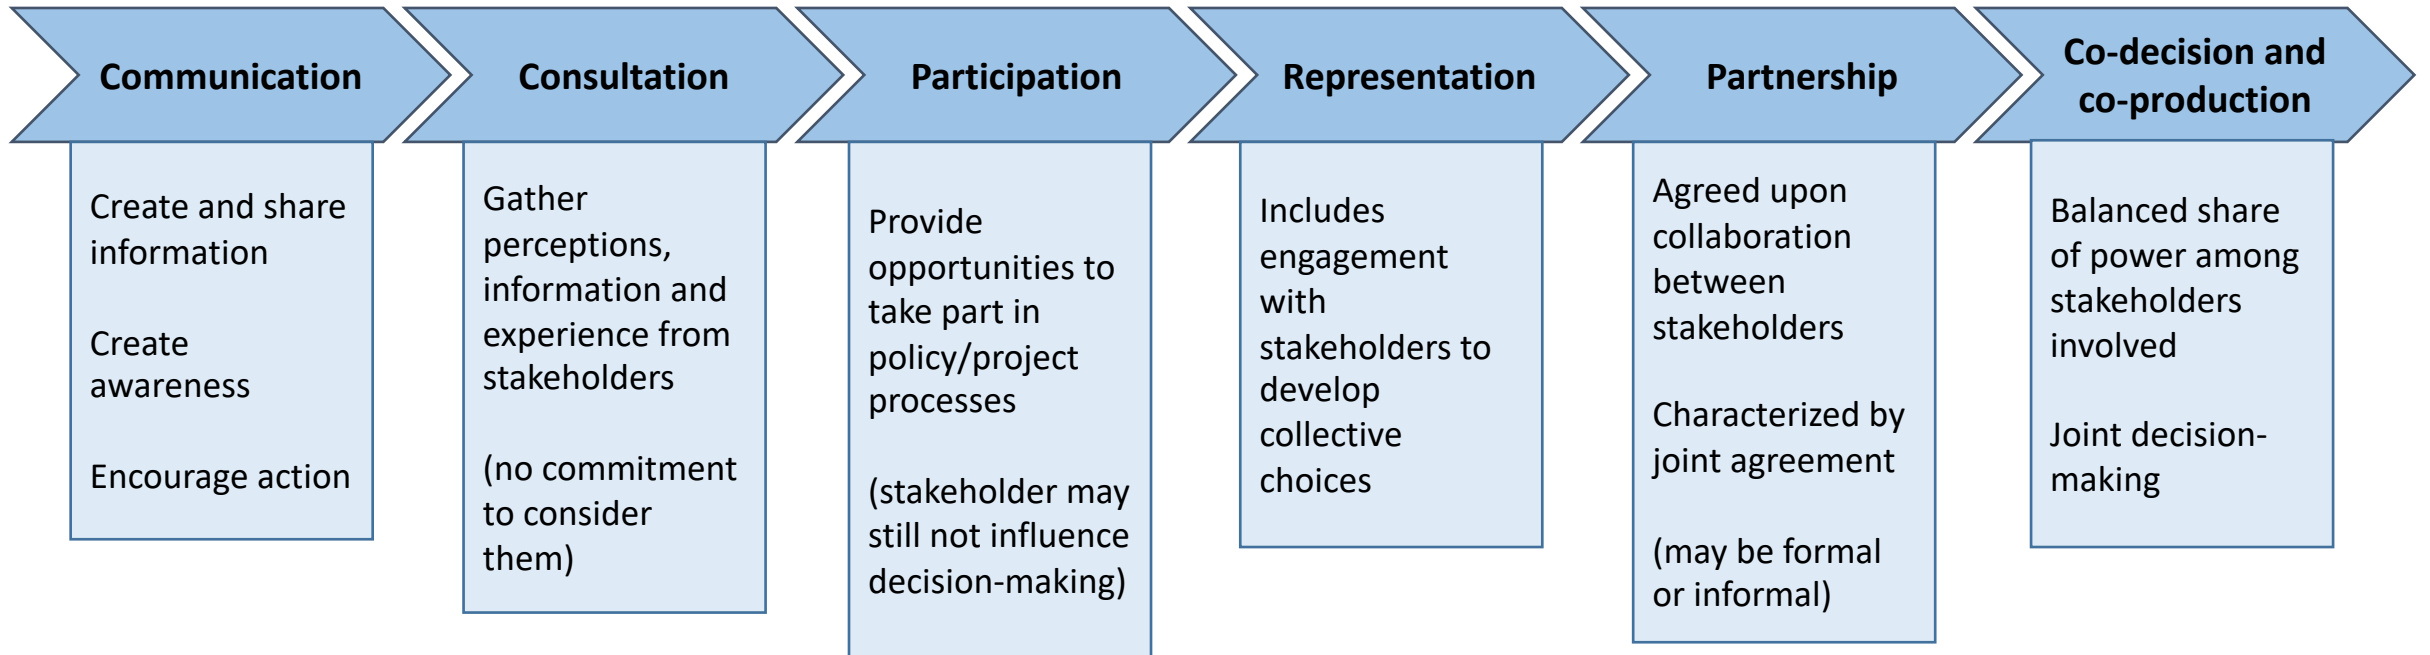 Communication
Create and share
information
Create
awareness
Encourage action
Consultation
Gather
perceptions,
information and
experience from
stakeholders
(no commitment
to consider
them)
Participation
Provide
opportunities to
take part in
policy/project
processes
(stakeholder may
still not influence
decision-making)
Representation
Includes
engagement
with
stakeholders to
develop
collective
choices
Partnership
Agreed upon
collaboration
between
stakeholders
Characterized by
joint agreement
(may be formal
or informal)
Co-decision and
co-production
Balanced share
of power among
stakeholders
involved
Joint decision-
making